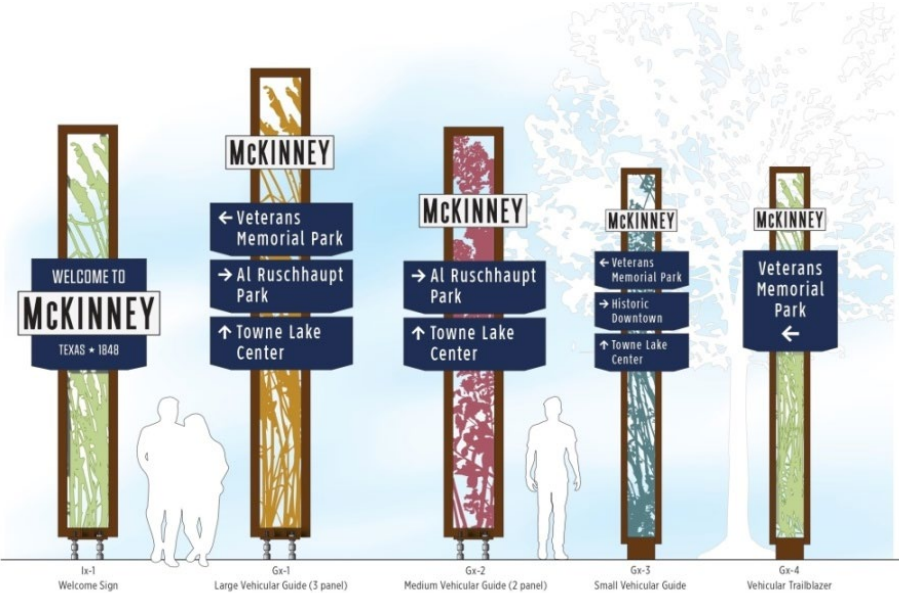 WELCOME TO
McKINNEY
TEXAS ★ 1848
Ix-1
Welcome Sign
McKINNEY
← Veterans
Memorial Park
→ Al Ruschhaupt
Park
↑ Towne Lake
Center
Gx-1
Large Vehicular Guide (3 panel)
McKINNEY
→ Al Ruschhaupt
Park
↑ Towne Lake
Center
Gx-2
Medium Vehicular Guide (2 panel)
McKINNEY
← Veterans
Memorial Park
→ Historic
Downtown
↑ Towne Lake
Center
Gx-3
Small Vehicular Guide
McKINNEY
Veterans
Memorial
Park
←
Gx-4
Vehicular Trailblazer